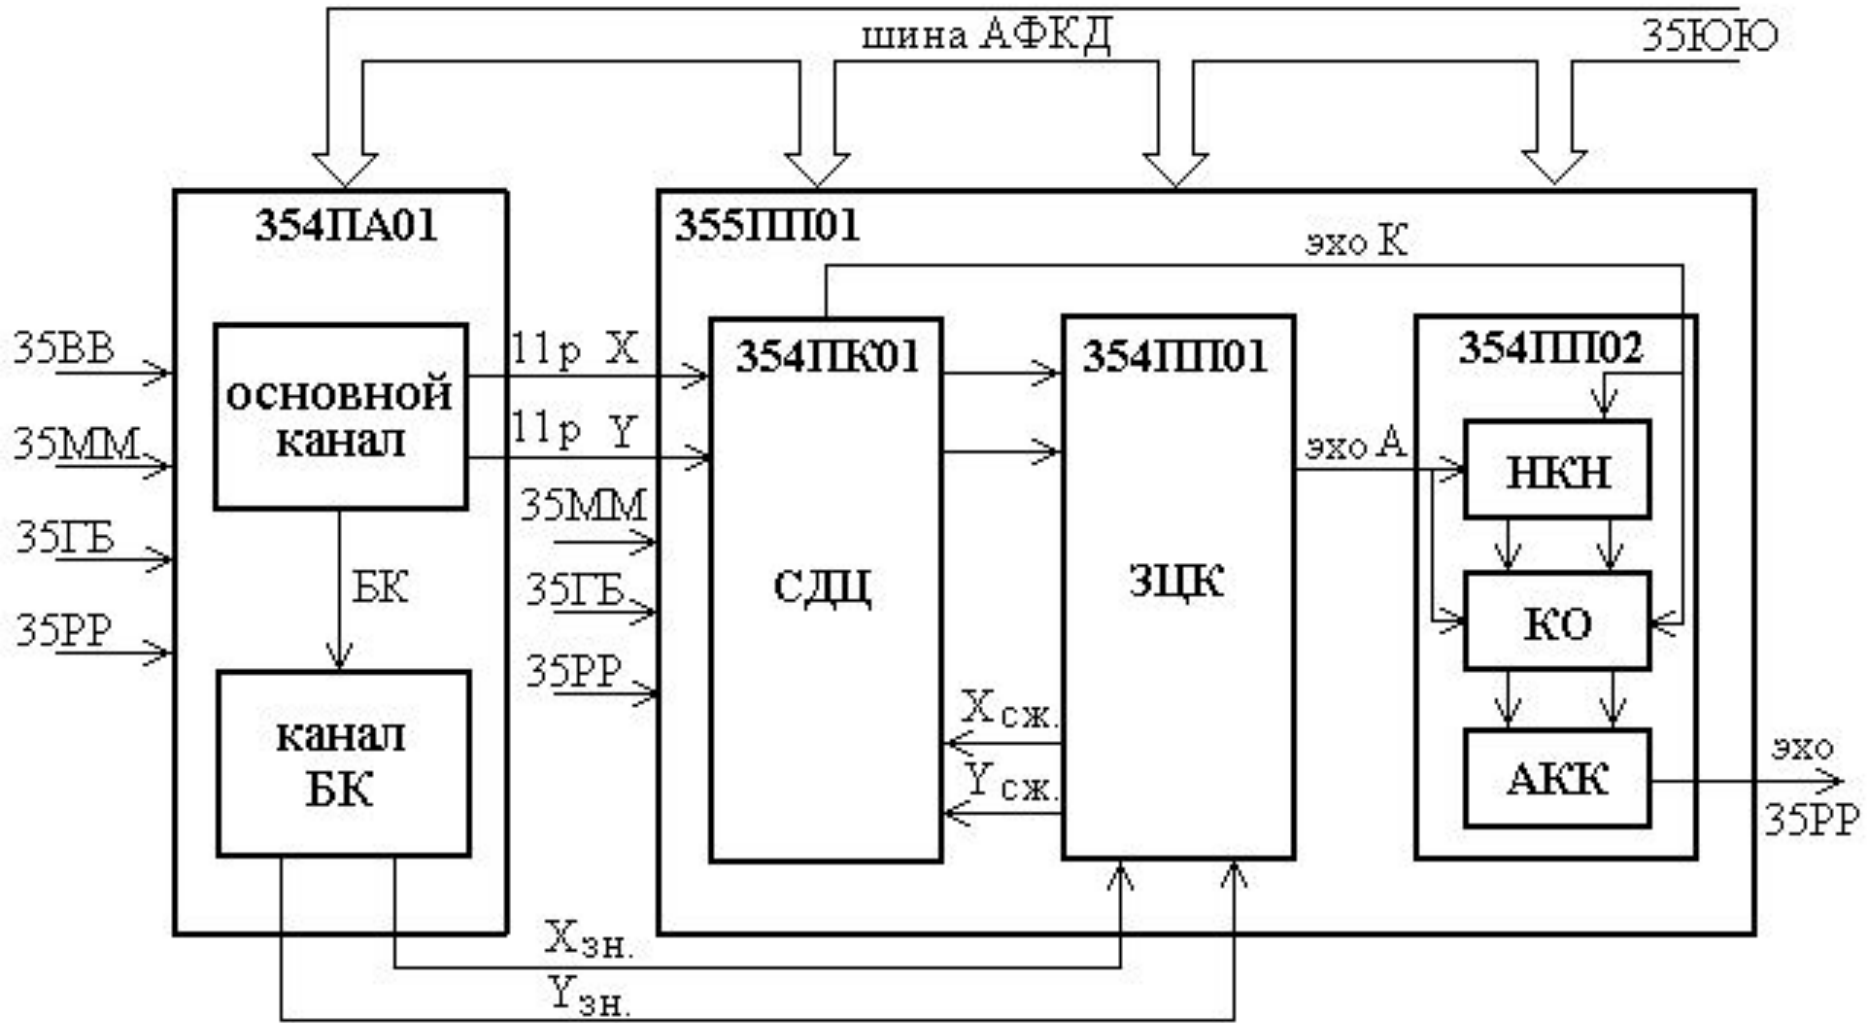 шина АФКД
35ЮЮ
354ПА01
355ПП01
эхо К
35ВВ
35ММ
35ГБ
35РР
основной
канал
БК
канал
БК
11р X
11р Y
35ММ
35ГБ
35РР
354ПК01
СДЦ
354ПП01
ЗЦК
Xсж.
Yсж.
эхо А
354ПП02
НКН
КО
АКК
эхо
35РР
Xзн.
Yзн.